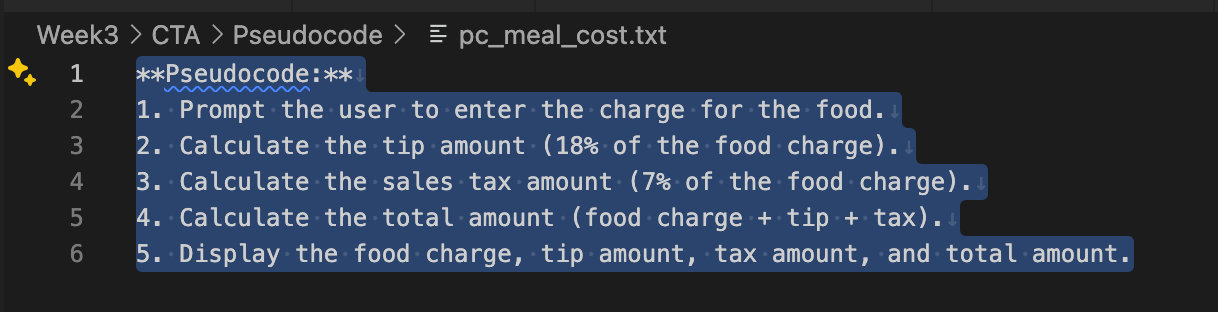 Week3 > CTA > Pseudocode > pc_meal_cost.txt
1 **Pseudocode:**
2 1. Prompt the user to enter the charge for the food.
3 2. Calculate the tip amount (18% of the food charge).
4 3. Calculate the sales tax amount (7% of the food charge).
5 4. Calculate the total amount (food charge + tip + tax).
6 5. Display the food charge, tip amount, tax amount, and total amount.